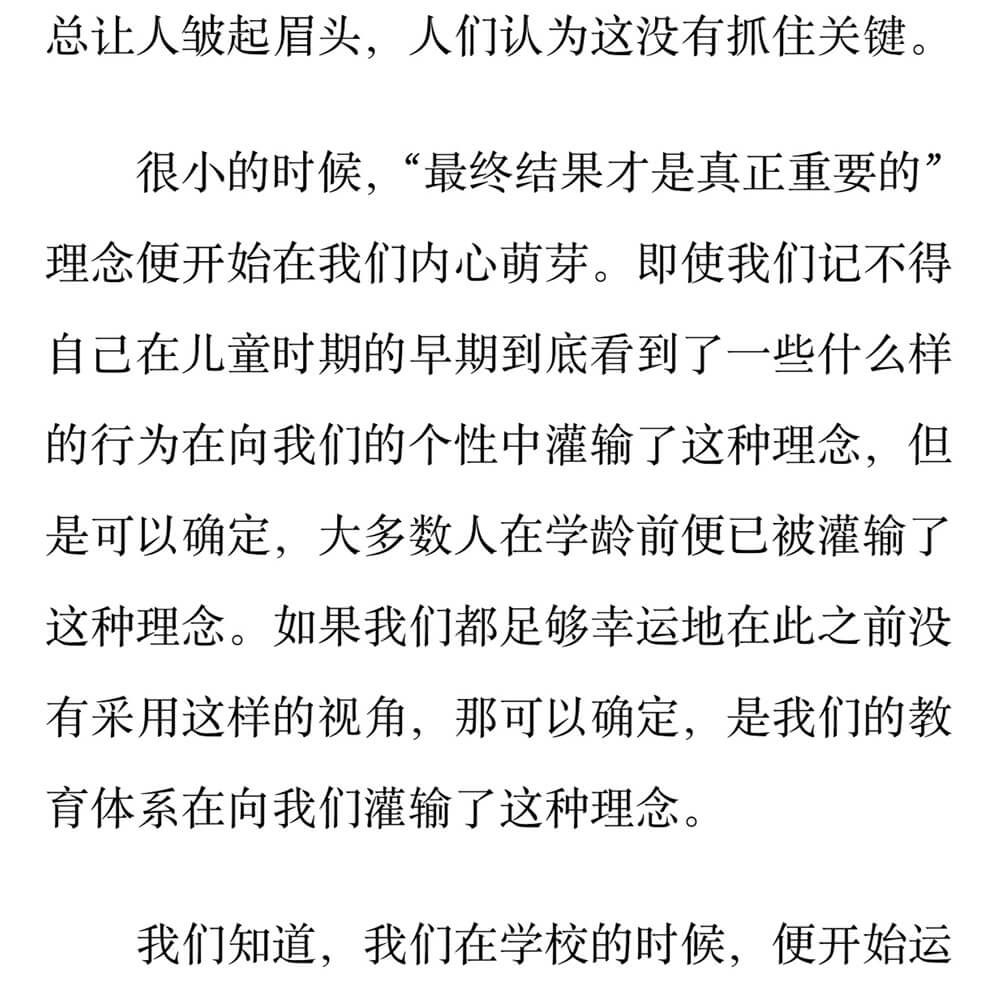 总让人皱起眉头，人们认为这没有抓住关键。
很小的时候，“最终结果才是真正重要的”
理念便开始在我们内心萌芽。即使我们记不得
自己在儿童时期的早期到底看到了一些什么样
的行为在向我们的个性中灌输了这种理念，但
是可以确定，大多数人在学龄前便已被灌输了
这种理念。如果我们都足够幸运地在此之前没
有采用这样的视角，那可以确定，是我们的教
育体系在向我们灌输了这种理念。
我们知道，我们在学校的时候，便开始运